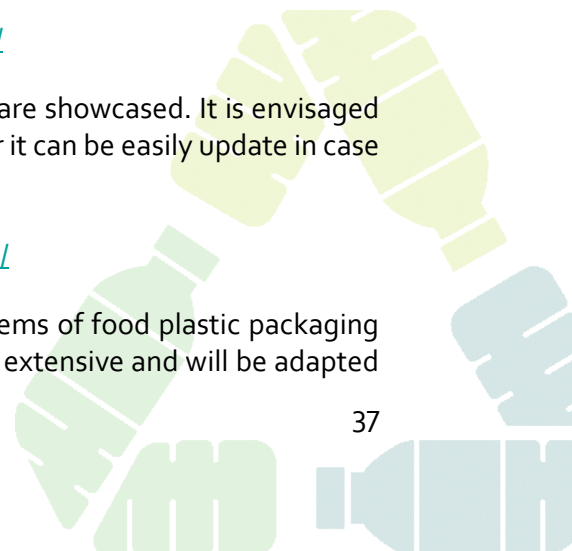 /
are showcased. It is envisaged
it can be easily update in case
/
of food plastic packaging
extensive and will be adapted
37